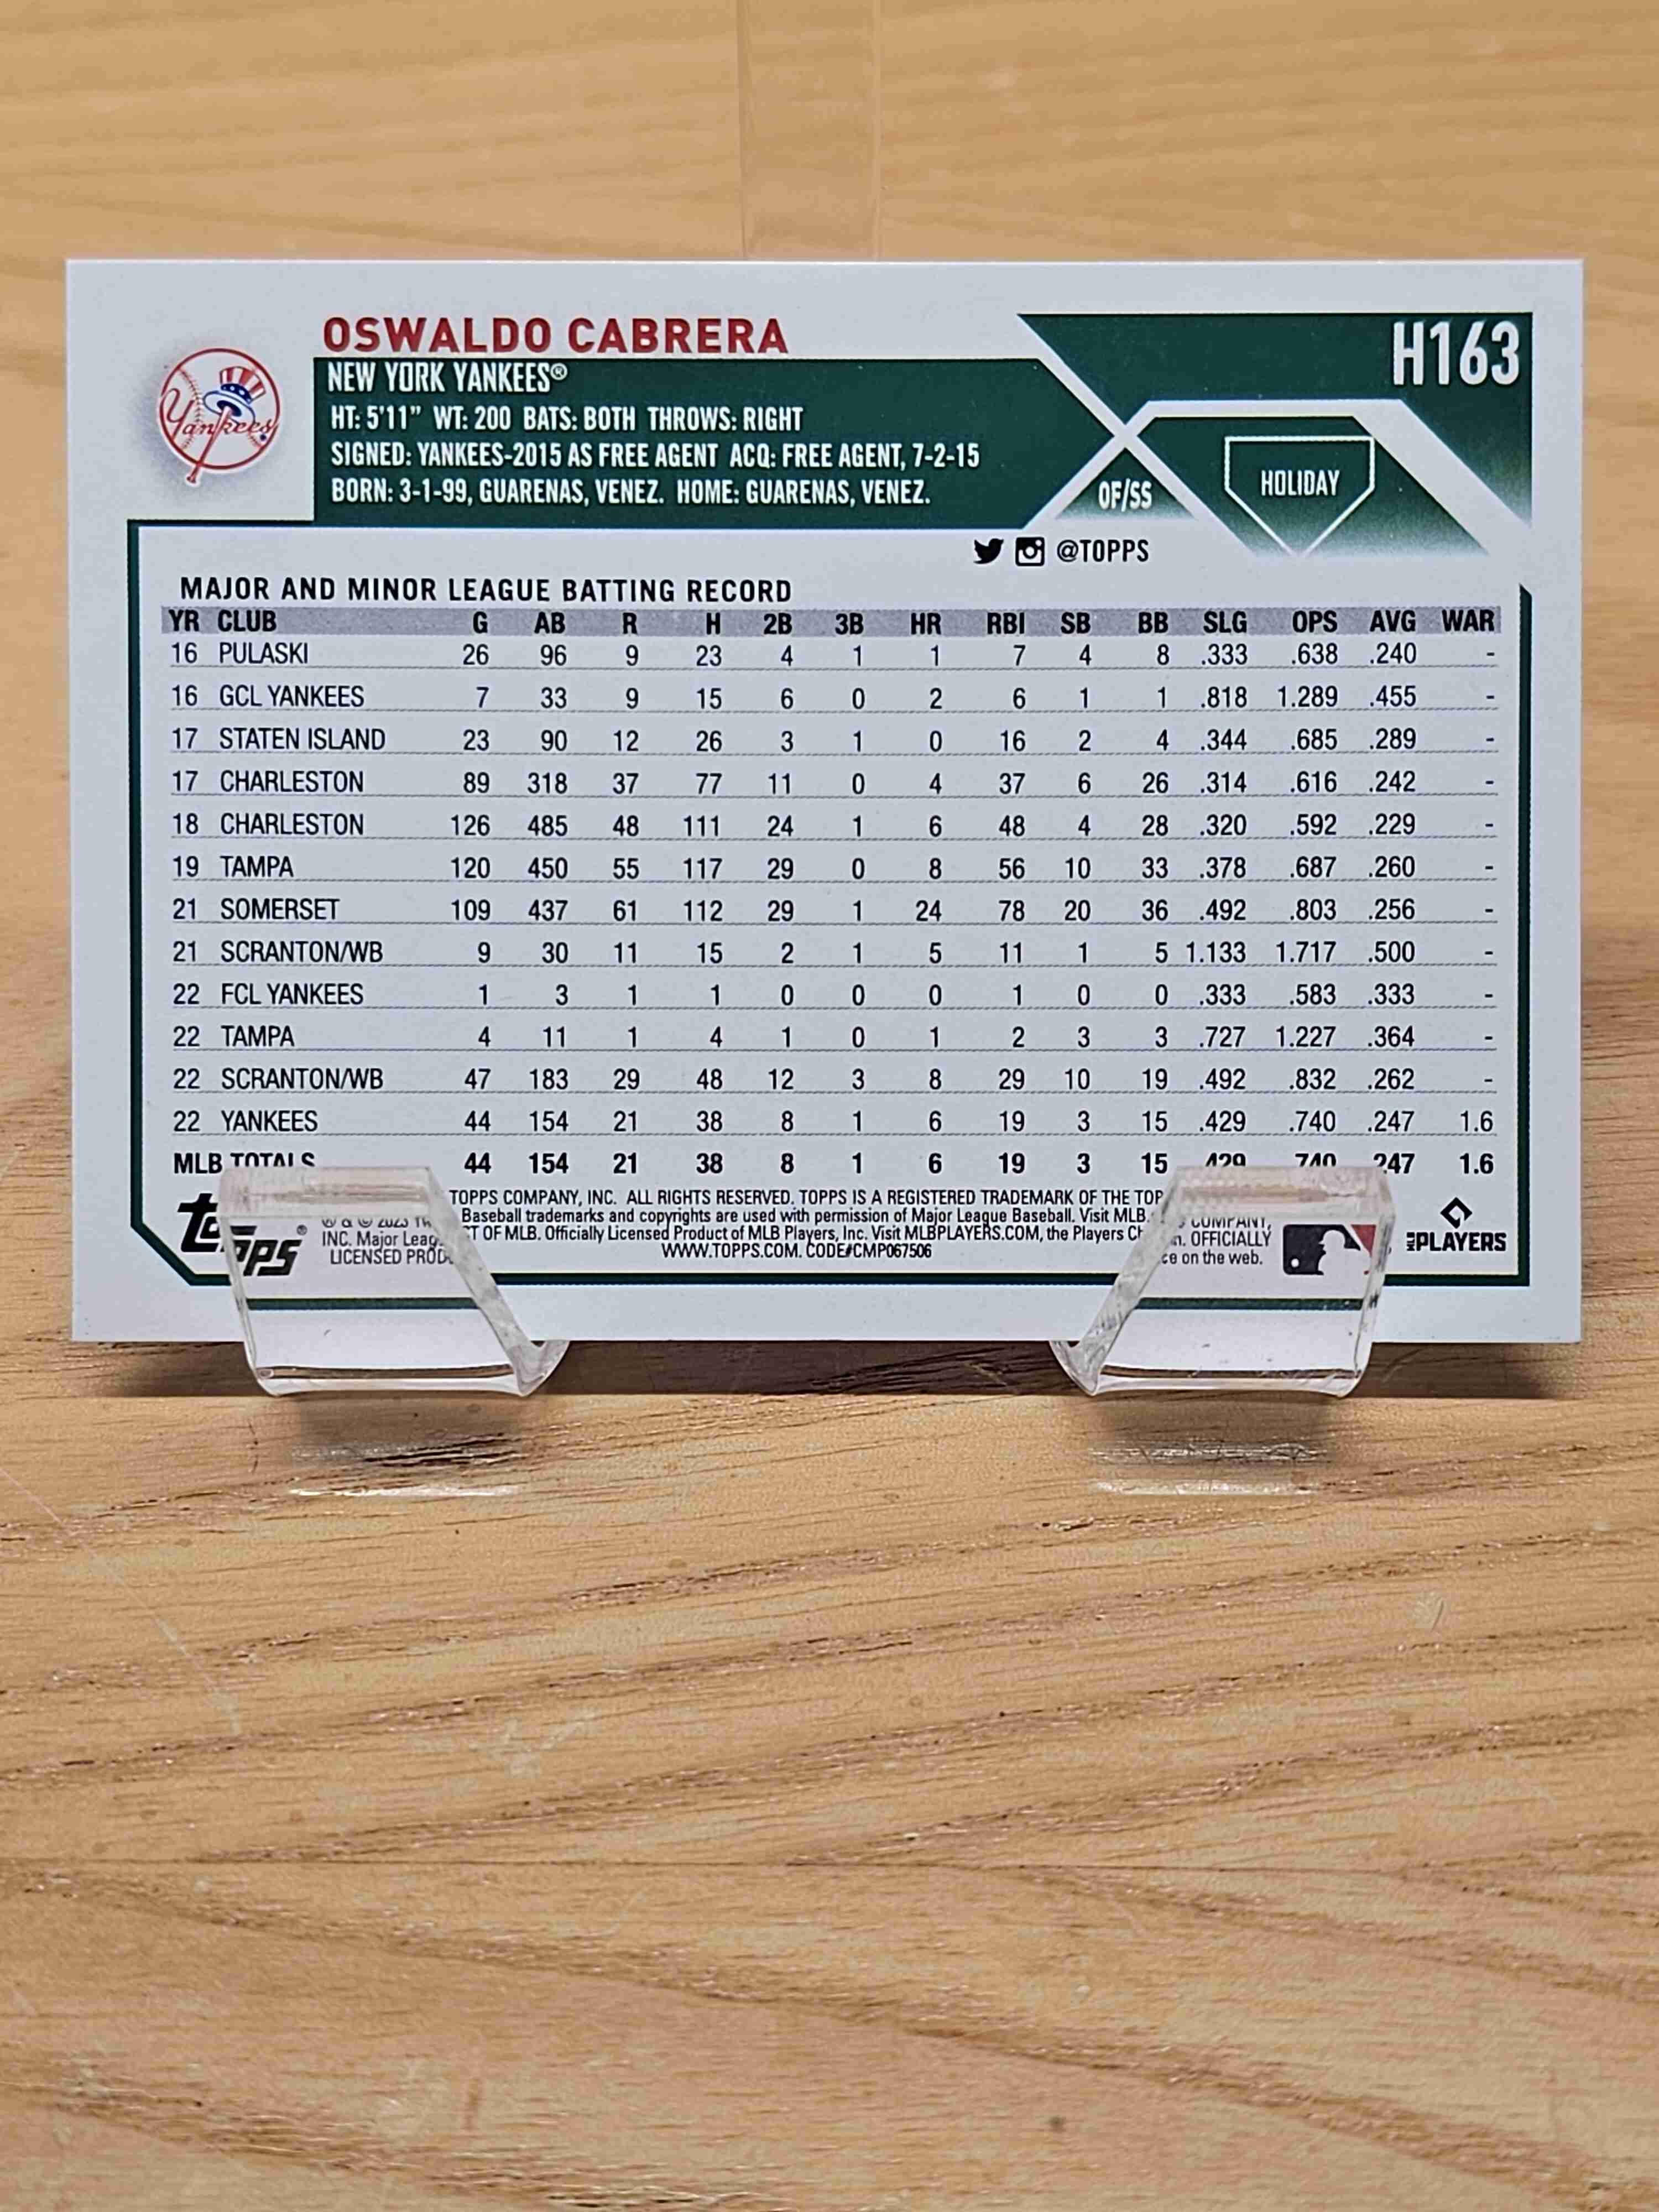 OSWALDO CABRERA
H163
NEW YORK YANKEES®
HT: 5'11" WT: 200 BATS: BOTH THROWS: RIGHT
SIGNED: YANKEES-2015 AS FREE AGENT ACQ: FREE AGENT, 7-2-15
BORN: 3-1-99, GUARENAS, VENEZ. HOME: GUARENAS, VENEZ.
Yankees
OF/SS
HOLIDAY
@TOPPS
MAJOR AND MINOR LEAGUE BATTING RECORD
YR CLUB G AB R H 2B 3B HR RBI SB BB SLG OPS AVG WAR
16 PULASKI 26 96 9 23 4 1 1 7 4 8 .333 .638 .240 -
16 GCL YANKEES 7 33 9 15 6 0 2 6 1 1 .818 1.289 .455 -
17 STATEN ISLAND 23 90 12 26 3 1 0 16 2 4 .344 .685 .289 -
17 CHARLESTON 89 318 37 77 11 0 4 37 6 26 .314 .616 .242 -
18 CHARLESTON 126 485 48 111 24 1 6 48 4 28 .320 .592 .229 -
19 TAMPA 120 450 55 117 29 0 8 56 10 33 .378 .687 .260 -
21 SOMERSET 109 437 61 112 29 1 24 78 20 36 .492 .803 .256 -
21 SCRANTON/WB 9 30 11 15 2 1 5 11 1 5 1.133 1.717 .500 -
22 FCL YANKEES 1 3 1 1 0 0 0 1 0 0 .333 .583 .333 -
22 TAMPA 4 11 1 4 1 0 1 2 3 3 .727 1.227 .364 -
22 SCRANTON/WB 47 183 29 48 12 3 8 29 10 19 .492 .832 .262 -
22 YANKEES 44 154 21 38 8 1 6 19 3 15 .429 .740 .247 1.6
MLB TOTALS 44 154 21 38 8 1 6 19 3 15 .429 .740 .247 1.6
topps®
® & © 2023 TOPPS COMPANY, INC. ALL RIGHTS RESERVED. TOPPS IS A REGISTERED TRADEMARK OF THE COMPANY,
INC. Major Baseball trademarks and copyrights are used with permission of Major League Baseball. Visit OFFICIALLY
LICENSED OF MLB. Officially Licensed Product of MLB Players, Inc. Visit MLBPLAYERS.COM, the Players on the web.
WWW.TOPPS.COM. CODE#CMP067506
MLB PLAYERS